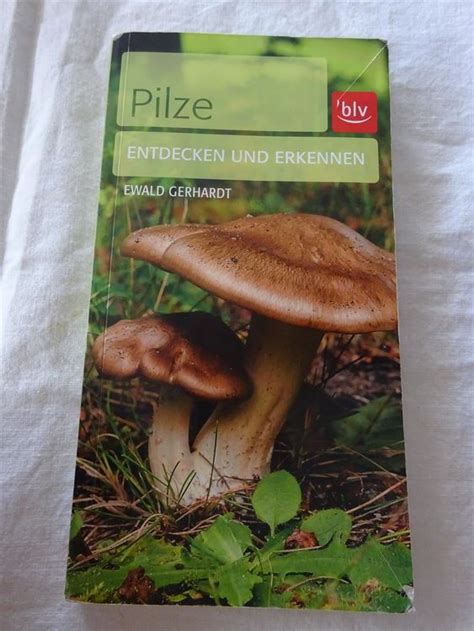 Pilze
blv
ENTDECKEN UND ERKENNEN
EWALD GERHARDT